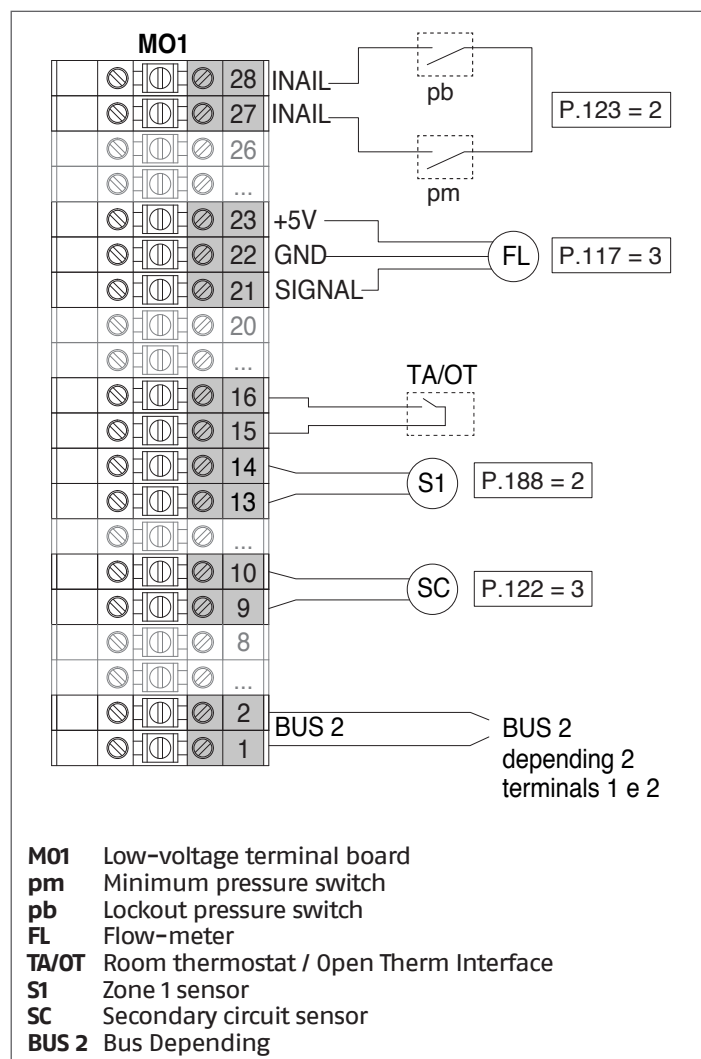 MO1
28 INAIL
pb
27 INAIL
P.123 = 2
26
...
pm
23 +5V
22 GND
FL
P.117 = 3
21 SIGNAL
20
...
TA/OT
16
15
14
S1
P.188 = 2
13
...
10
SC
P.122 = 3
9
8
...
2
BUS 2
BUS 2
1
depending 2
terminals 1 e 2
M01 Low-voltage terminal board
pm Minimum pressure switch
pb Lockout pressure switch
FL Flow-meter
TA/OT Room thermostat / Open Therm Interface
S1 Zone 1 sensor
SC Secondary circuit sensor
BUS 2 Bus Depending